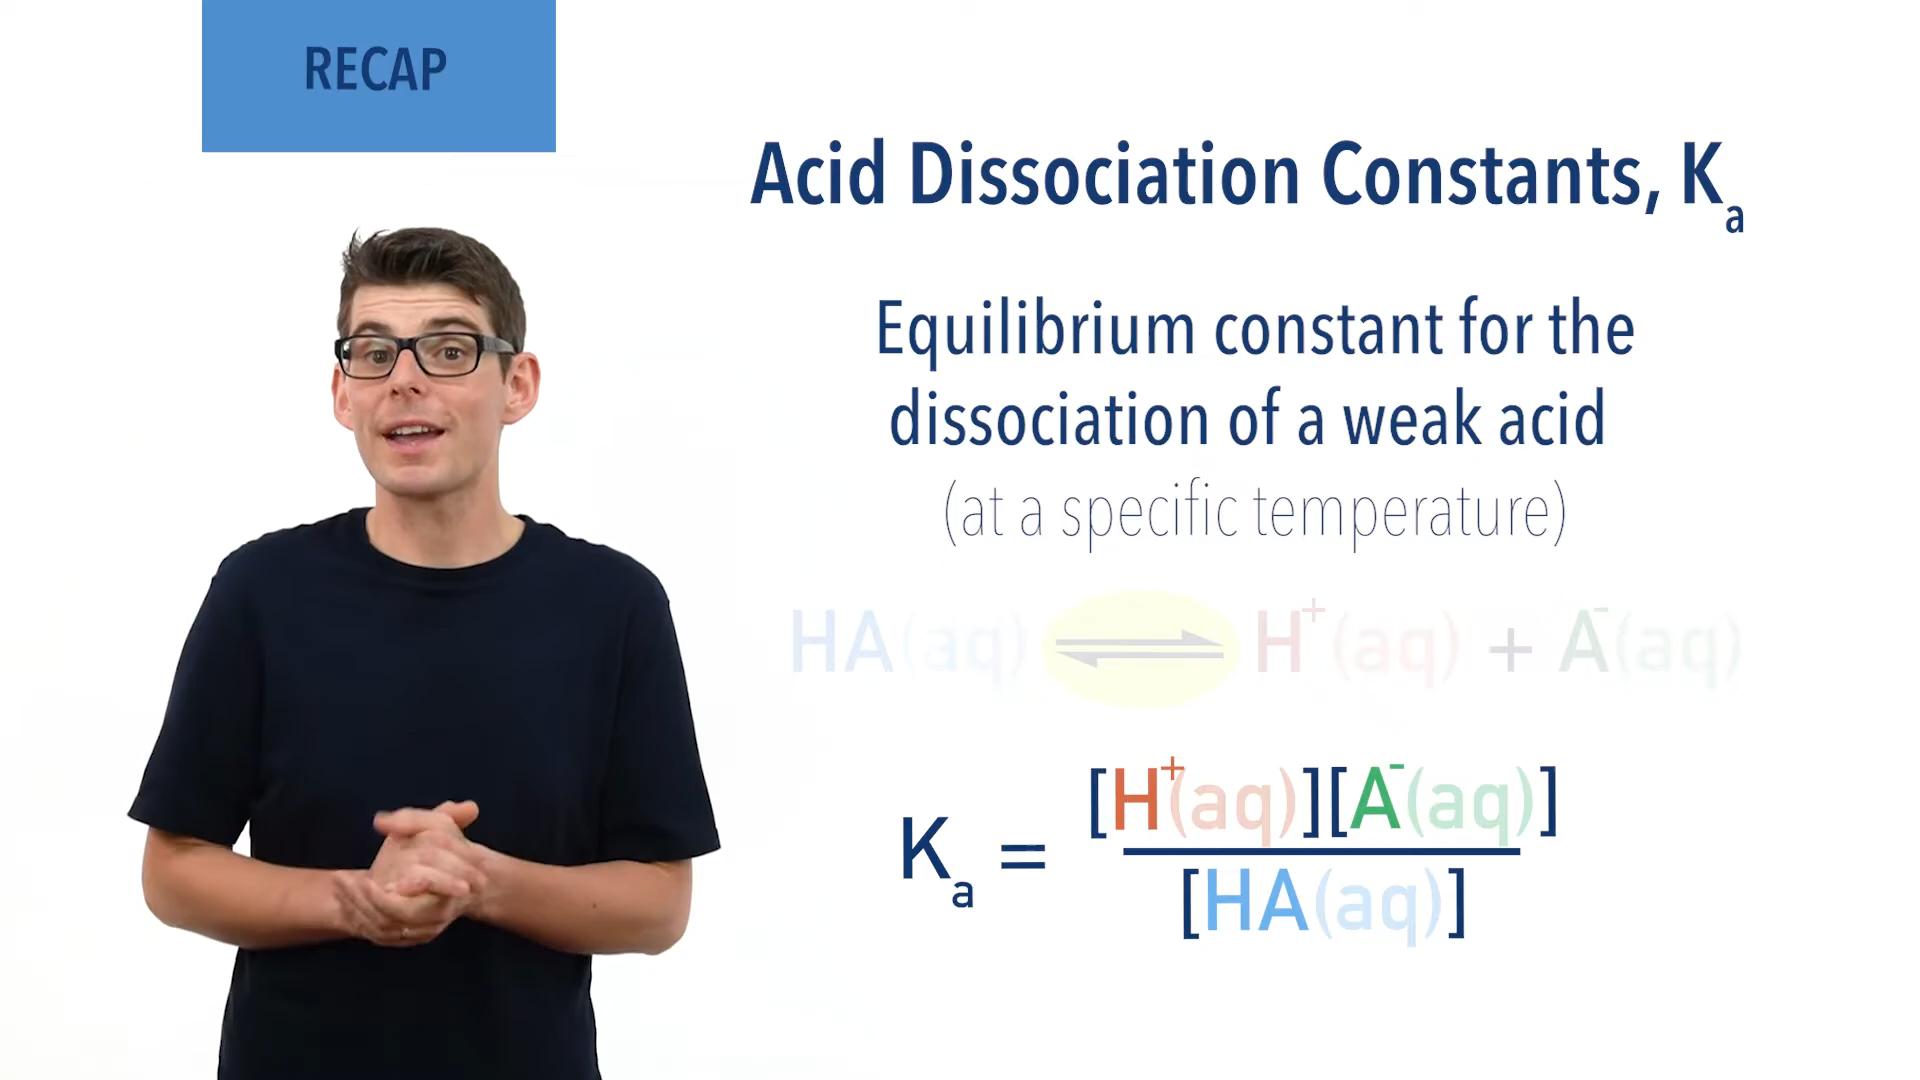 RECAP
Acid Dissociation Constants, Kₐ
Equilibrium constant for the
dissociation of a weak acid
(at a specific temperature)
HA(aq) ⇌ H⁺(aq) + A⁻(aq)
Kₐ = [H⁺(aq)][A⁻(aq)]
[HA(aq)]